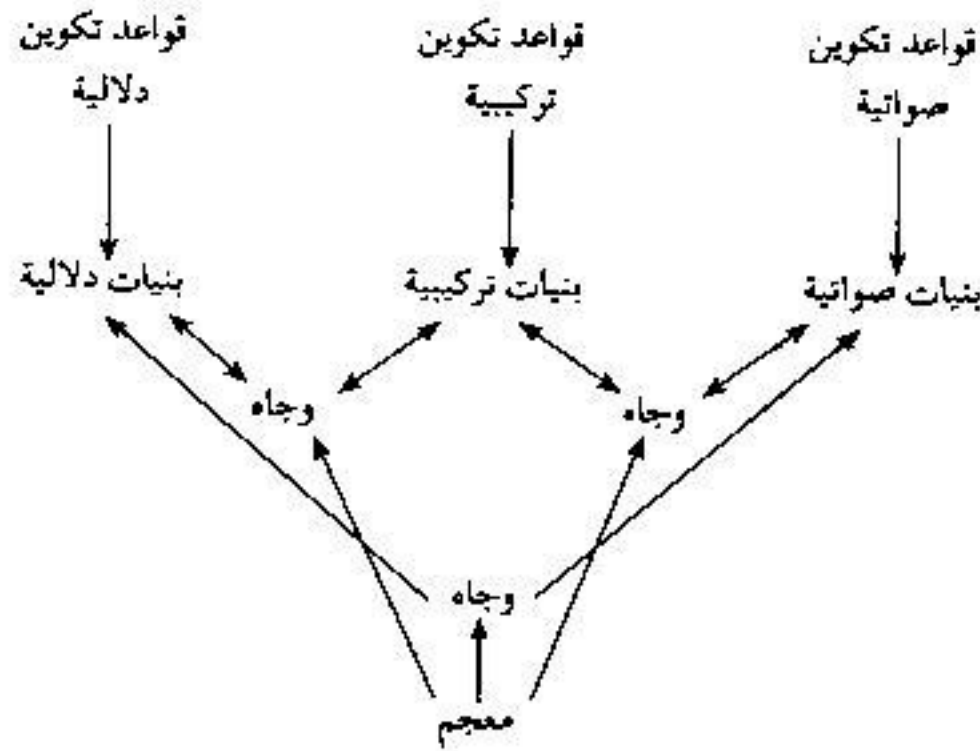 قواعد تكوين
صواتية
قواعد تكوين
تركيبية
قواعد تكوين
دلالية
بنيات صواتية
بنيات تركيبية
بنيات دلالية
وجاه
وجاه
وجاه
معجم